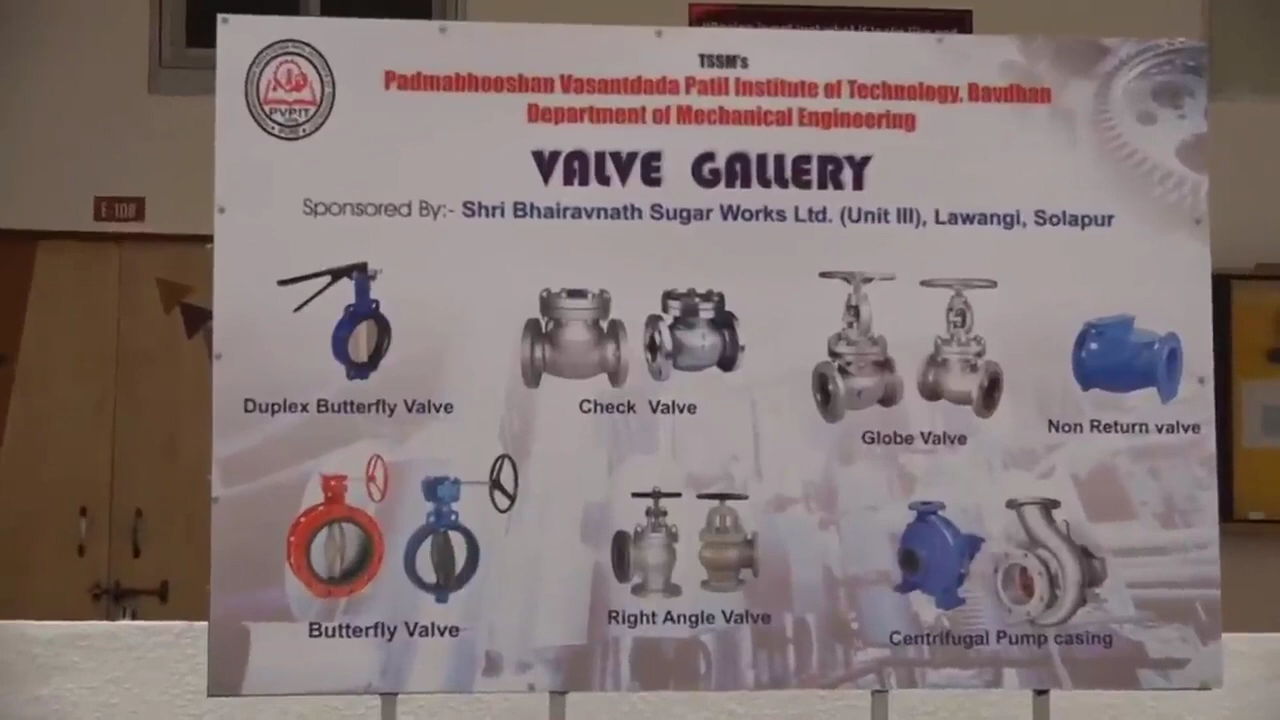 TSSM's
Padmabhooshan Vasantdada Patil Institute of Technology, Bavdhan
Department of Mechanical Engineering
VALVE GALLERY
Sponsored By:- Shri Bhairavnath Sugar Works Ltd. (Unit III), Lawangi, Solapur
PVPIT
E-108
Duplex Butterfly Valve
Check Valve
Globe Valve
Non Return valve
Butterfly Valve
Right Angle Valve
Centrifugal Pump casing